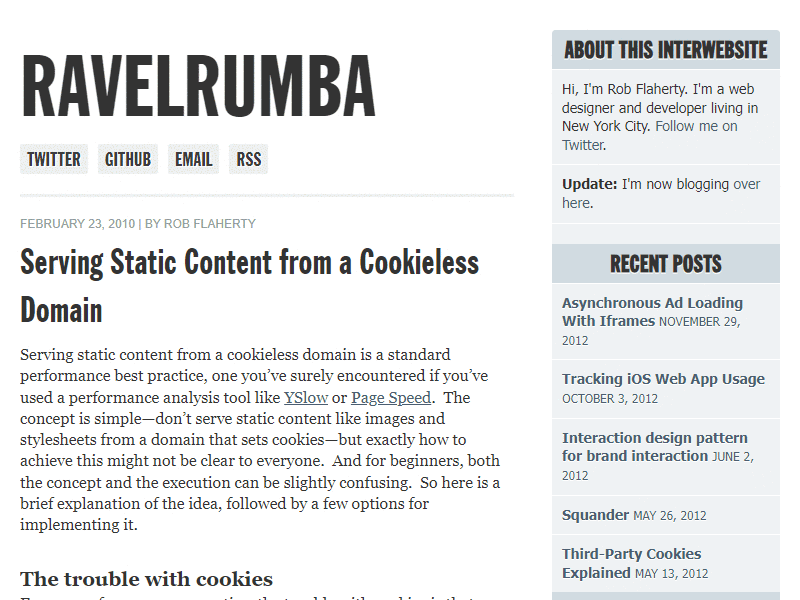 RAVELRUMBA
TWITTER GITHUB EMAIL RSS
FEBRUARY 23, 2010 | BY ROB FLAHERTY
Serving Static Content from a Cookieless
Domain
Serving static content from a cookieless domain is a standard
performance best practice, one you’ve surely encountered if you’ve
used a performance analysis tool like YSlow or Page Speed.  The
concept is simple—don’t serve static content like images and
stylesheets from a domain that sets cookies—but exactly how to
achieve this might not be clear to everyone.  And for beginners, both
the concept and the execution can be slightly confusing.  So here is a
brief explanation of the idea, followed by a few options for
implementing it.
The trouble with cookies
ABOUT THIS INTERWEBSITE
Hi, I'm Rob Flaherty. I'm a web
designer and developer living in
New York City. Follow me on
Twitter.
Update: I'm now blogging over
here.
RECENT POSTS
Asynchronous Ad Loading
With Iframes NOVEMBER 29,
2012
Tracking iOS Web App Usage
OCTOBER 3, 2012
Interaction design pattern
for brand interaction JUNE 2,
2012
Squander MAY 26, 2012
Third-Party Cookies
Explained MAY 13, 2012